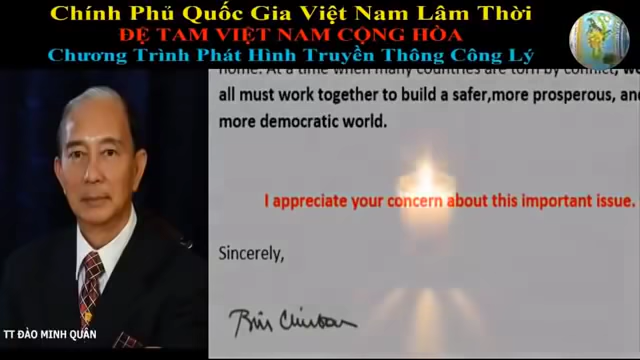 Chính Phủ Quốc Gia Việt Nam Lâm Thời
ĐỆ TAM VIỆT NAM CỘNG HÒA
Chương Trình Phát Hình Truyền Thông Công Lý
home. At a time when many countries are torn by conflict, we
all must work together to build a safer,more prosperous, and
more democratic world.
I appreciate your concern about this important issue.
Sincerely,
Bill Clinton
TT ĐÀO MINH QUÂN